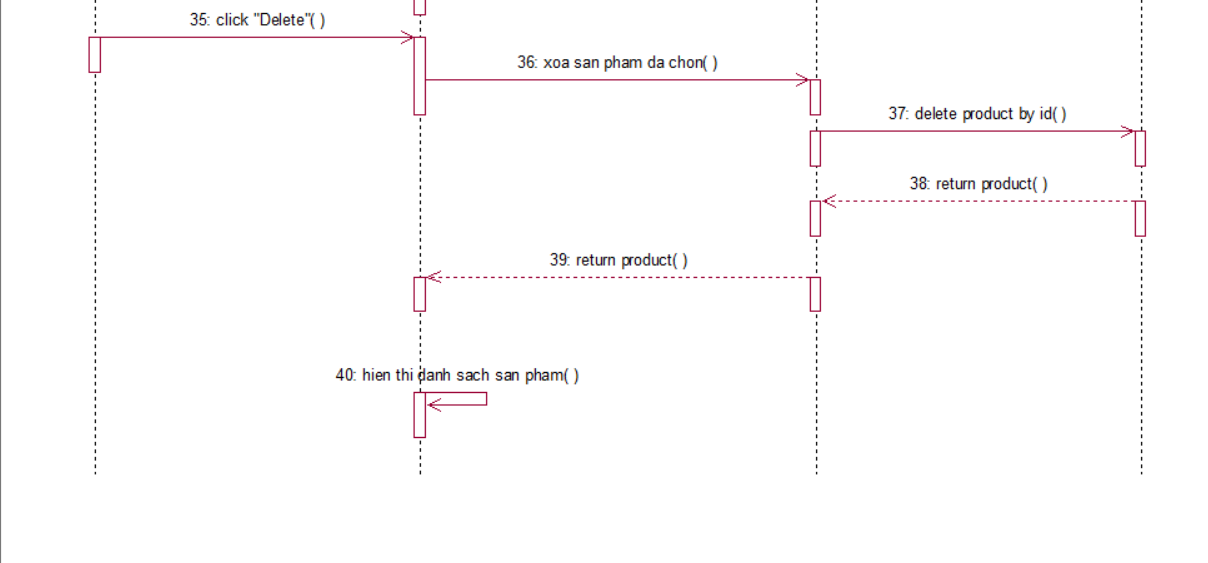 35: click "Delete"( )
36: xoa san pham da chon( )
37: delete product by id( )
38: return product( )
39: return product( )
40: hien thi danh sach san pham( )